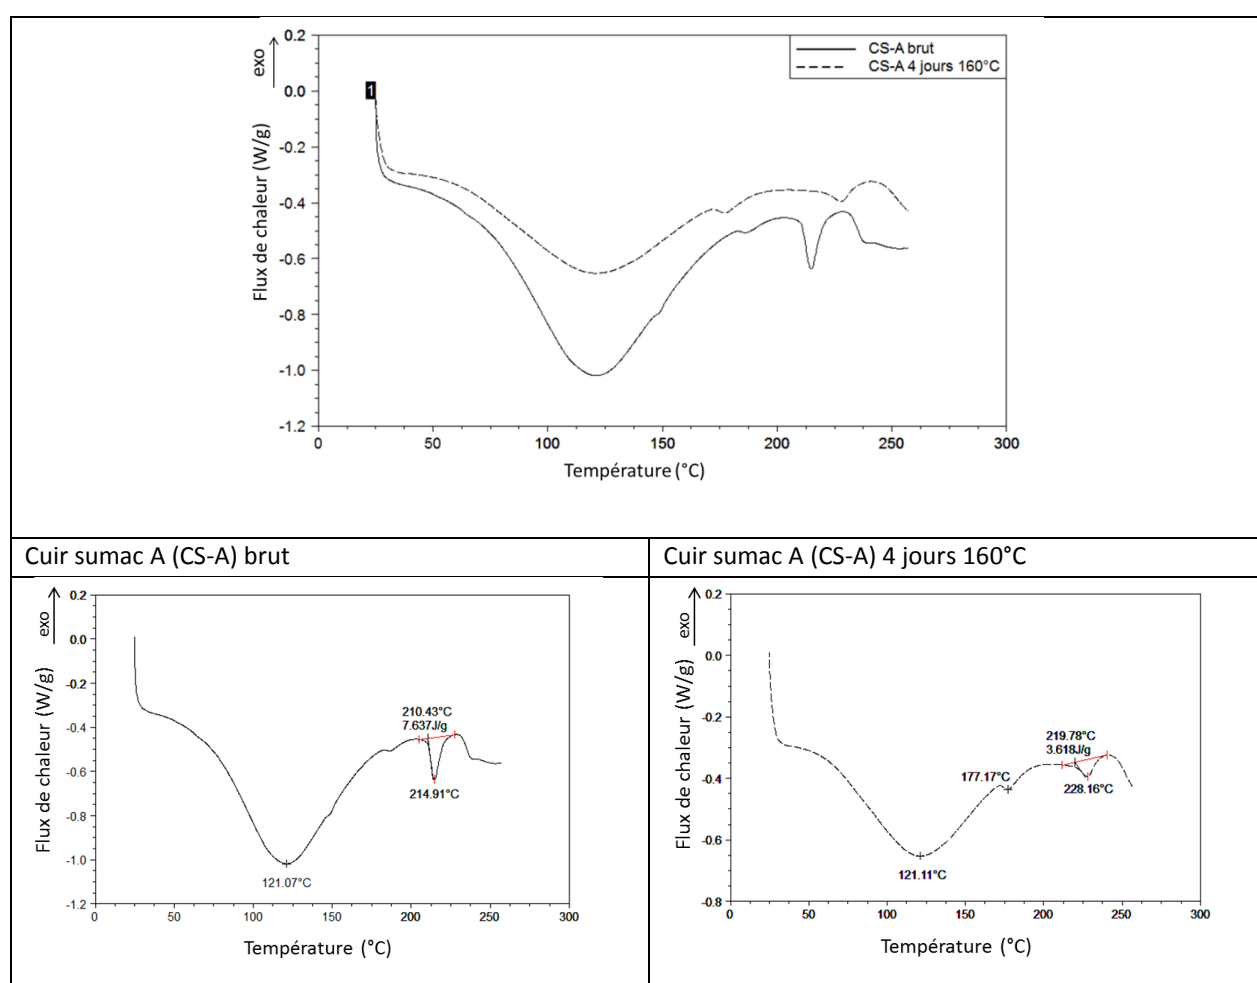 exo
Flux de chaleur (W/g)
0.2
0.0
-0.2
-0.4
-0.6
-0.8
-1.0
-1.2
1
CS-A brut
CS-A 4 jours 160°C
0 50 100 150 200 250 300
Température (°C)
Cuir sumac A (CS-A) brut
Cuir sumac A (CS-A) 4 jours 160°C
exo
Flux de chaleur (W/g)
0.2
0.0
-0.2
-0.4
-0.6
-0.8
-1.0
-1.2
210.43°C
7.637J/g
214.91°C
121.07°C
0 50 100 150 200 250 300
Température (°C)
exo
Flux de chaleur (W/g)
0.2
0.0
-0.2
-0.4
-0.6
-0.8
219.78°C
3.618J/g
177.17°C
228.16°C
121.11°C
0 50 100 150 200 250 300
Température (°C)